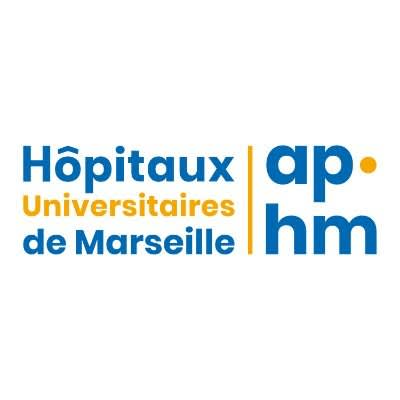 Hôpitaux
Universitaires
de Marseille
ap·
hm